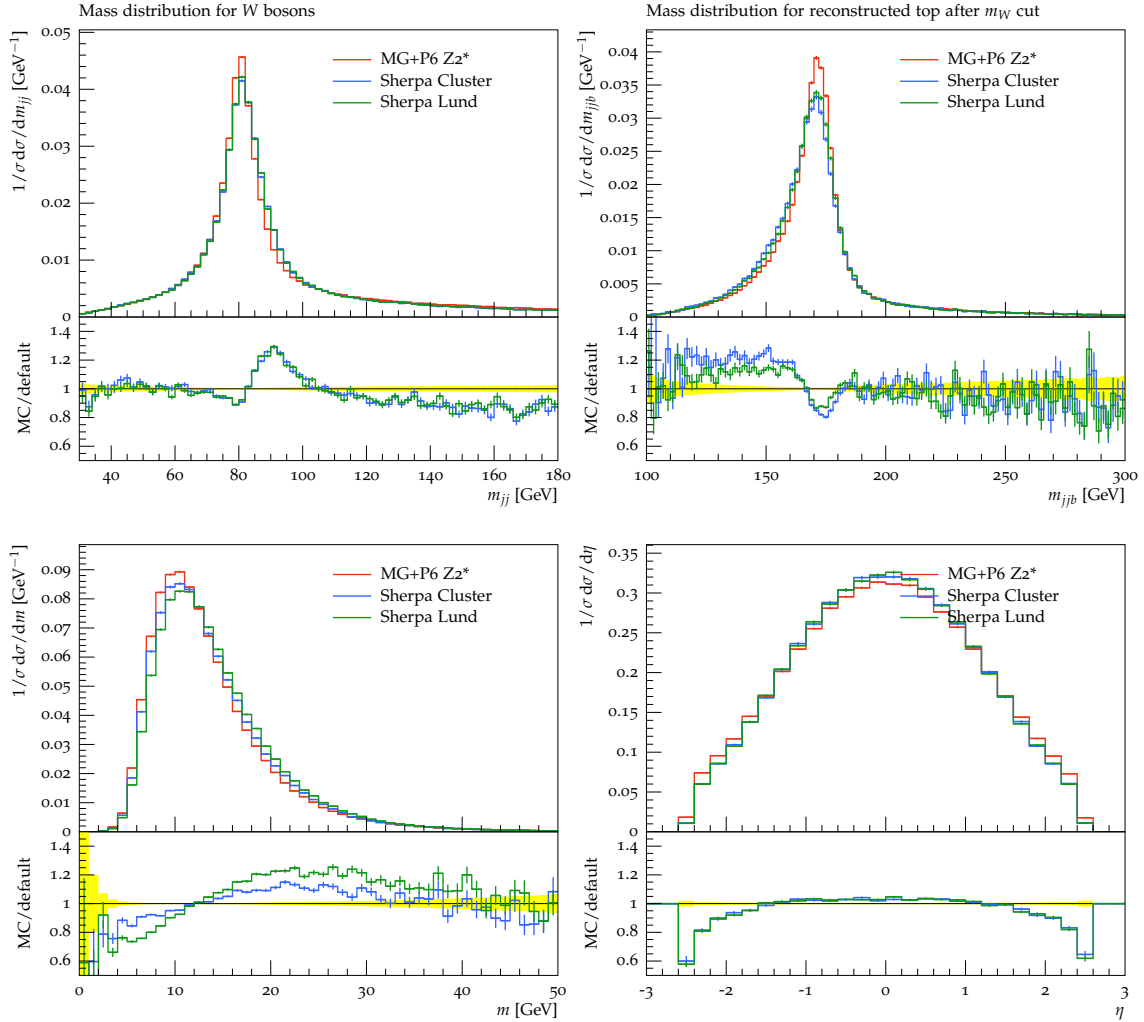 Mass distribution for W bosons
MG+P6 Z2*
Sherpa Cluster
Sherpa Lund
0
0.01
0.02
0.03
0.04
0.05
1/σ dσ/dm_jj [GeV⁻¹]
40 60 80 100 120 140 160 180
0.6
0.8
1
1.2
1.4
m_jj [GeV]
MC/default
Mass distribution for reconstructed top after m_W cut
MG+P6 Z2*
Sherpa Cluster
Sherpa Lund
0
0.005
0.01
0.015
0.02
0.025
0.03
0.035
0.04
1/σ dσ/dm_jjb [GeV⁻¹]
100 150 200 250 300
0.6
0.8
1
1.2
1.4
m_jjb [GeV]
MC/default
MG+P6 Z2*
Sherpa Cluster
Sherpa Lund
0
0.01
0.02
0.03
0.04
0.05
0.06
0.07
0.08
0.09
1/σ dσ/dm [GeV⁻¹]
0 10 20 30 40 50
0.6
0.8
1
1.2
1.4
m [GeV]
MC/default
MG+P6 Z2*
Sherpa Cluster
Sherpa Lund
0
0.05
0.1
0.15
0.2
0.25
0.3
0.35
1/σ dσ/dη
-3 -2 -1 0 1 2 3
0.6
0.8
1
1.2
1.4
η
MC/default